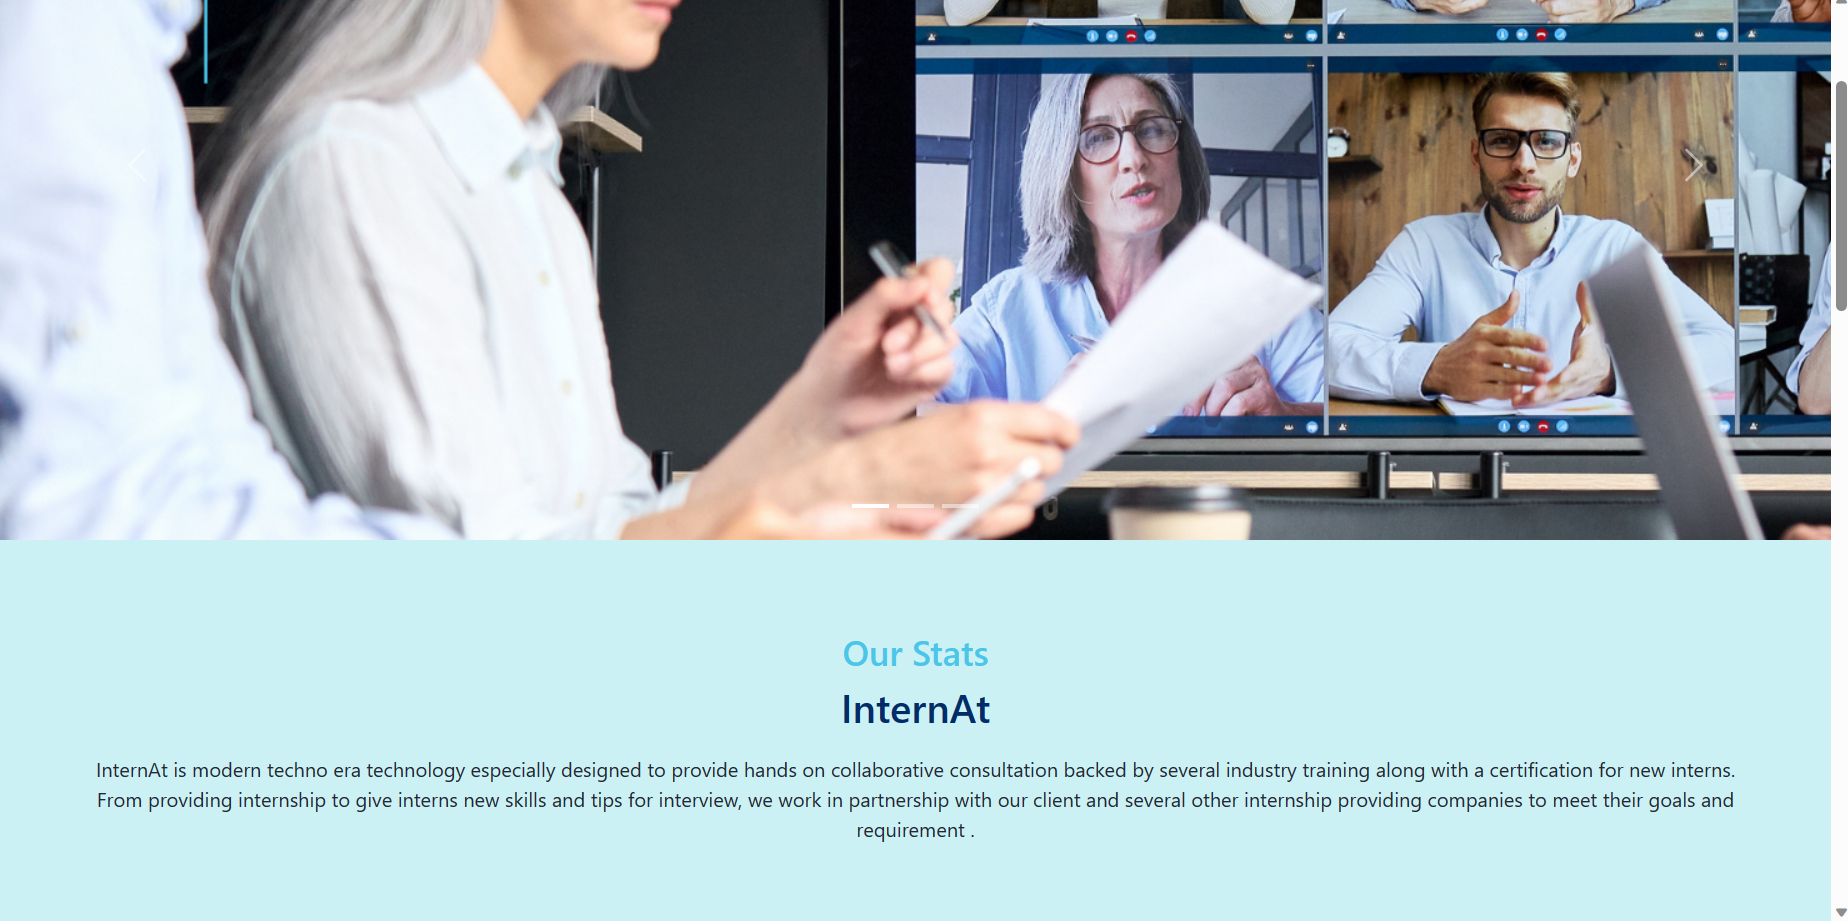 Our Stats
InternAt
InternAt is modern techno era technology especially designed to provide hands on collaborative consultation backed by several industry training along with a certification for new interns.
From providing internship to give interns new skills and tips for interview, we work in partnership with our client and several other internship providing companies to meet their goals and
requirement .